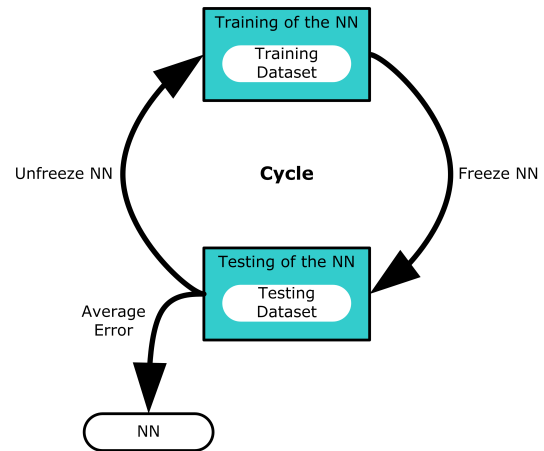 Training of the NN
Training
Dataset
Unfreeze NN
Cycle
Freeze NN
Testing of the NN
Testing
Dataset
Average
Error
NN